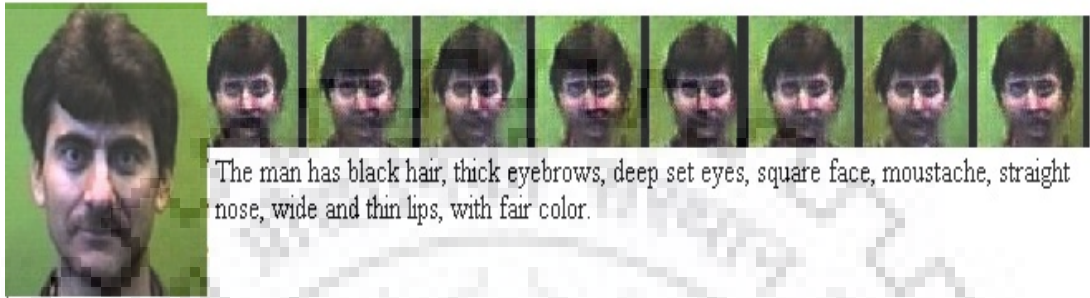 The man has black hair, thick eyebrows, deep set eyes, square face, moustache, straight
nose, wide and thin lips, with fair color.